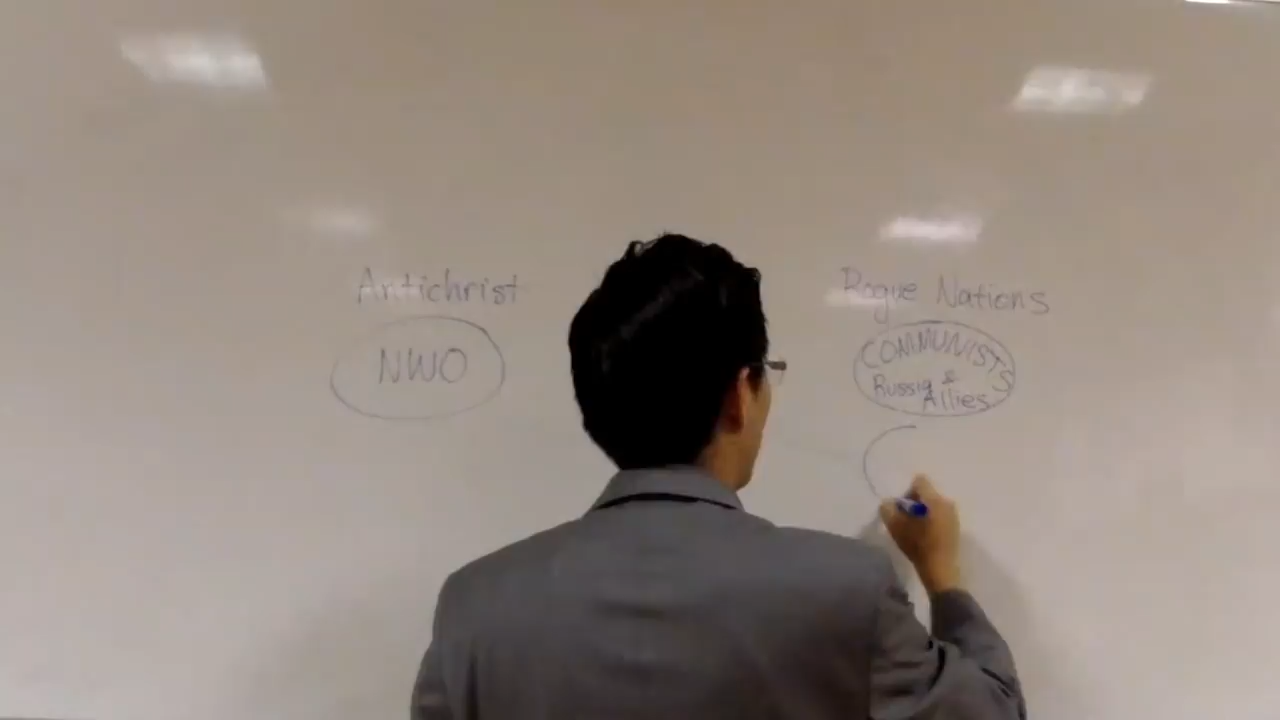 Antichrist
NWO
Rogue Nations
COMMUNISTS
Russia &
Allies